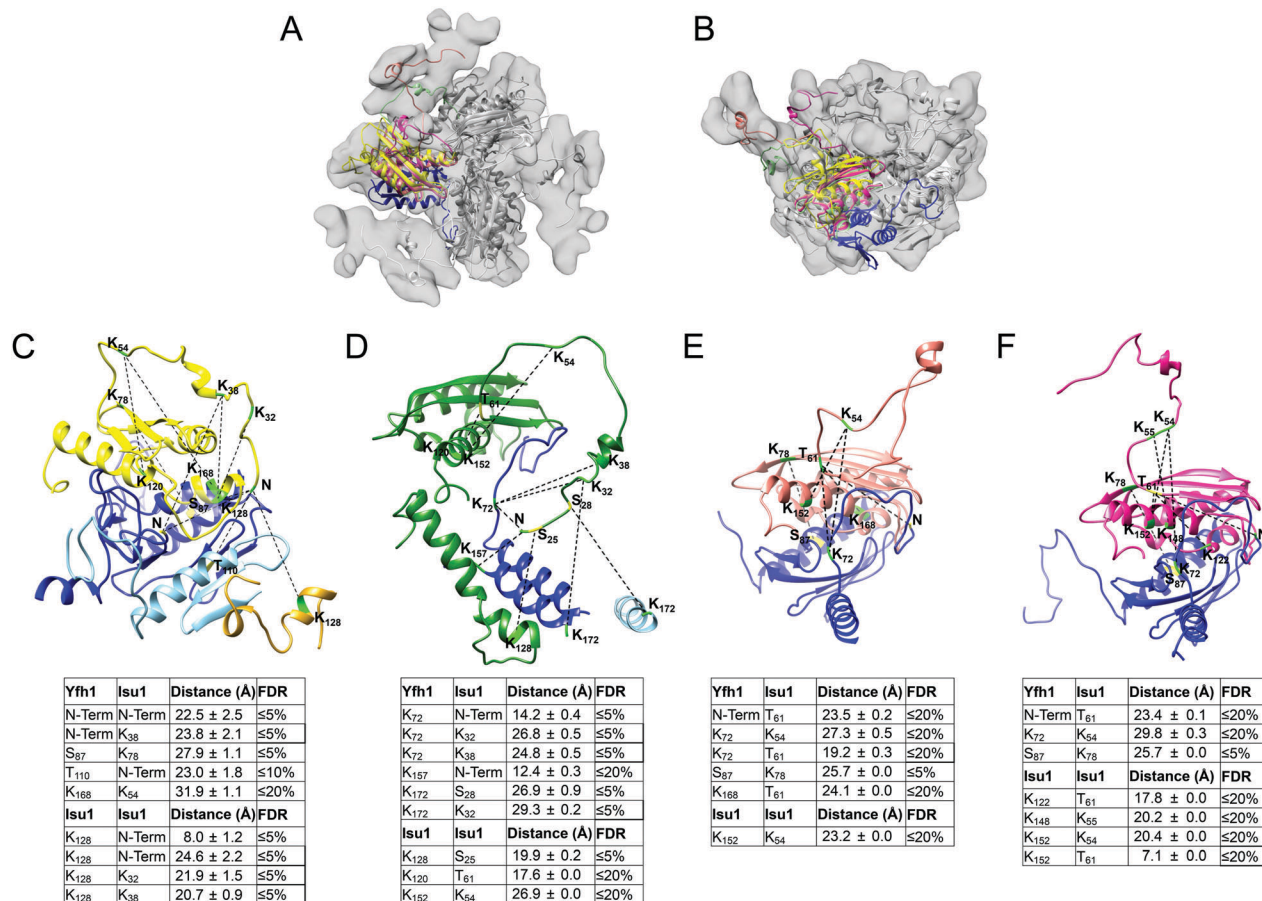 A
B
C
D
E
F
K54
K78
K38
K32
K120
K168
S87
K128
N
N
T110
K128
K54
T61
K120
K152
K38
K32
K72
N
S28
S25
K157
K172
K128
K172
K54
K78
T61
K152
K168
N
S87
K72
K54
K55
K78
T61
K152
K148
N
K122
K72
S87
Yfh1 Isu1 Distance (Å) FDR
N-Term N-Term 22.5 ± 2.5 ≤5%
N-Term K38 23.8 ± 2.1 ≤5%
S87 K78 27.9 ± 1.1 ≤5%
T110 N-Term 23.0 ± 1.8 ≤10%
K168 K54 31.9 ± 1.1 ≤20%
Isu1 Isu1
K128 N-Term 8.0 ± 1.2 ≤5%
K128 N-Term 24.6 ± 2.2 ≤5%
K128 K32 21.9 ± 1.5 ≤5%
K128 K38 20.7 ± 0.9 ≤5%
Yfh1 Isu1 Distance (Å) FDR
K72 N-Term 14.2 ± 0.4 ≤5%
K72 K32 26.8 ± 0.5 ≤5%
K72 K38 24.8 ± 0.5 ≤5%
K157 N-Term 12.4 ± 0.3 ≤20%
K172 S28 26.9 ± 0.9 ≤5%
K172 K32 29.3 ± 0.2 ≤5%
Isu1 Isu1
K128 S25 19.9 ± 0.2 ≤5%
K120 T61 17.6 ± 0.0 ≤20%
K152 K54 26.9 ± 0.0 ≤20%
Yfh1 Isu1 Distance (Å) FDR
N-Term T61 23.5 ± 0.2 ≤20%
K72 K54 27.3 ± 0.5 ≤20%
K72 T61 19.2 ± 0.3 ≤20%
S87 K78 25.7 ± 0.0 ≤5%
K168 T61 24.1 ± 0.0 ≤20%
Isu1 Isu1
K152 K54 23.2 ± 0.0 ≤20%
Yfh1 Isu1 Distance (Å) FDR
N-Term T61 23.4 ± 0.1 ≤20%
K72 K54 29.8 ± 0.3 ≤20%
S87 K78 25.7 ± 0.0 ≤5%
Isu1 Isu1
K122 T61 17.8 ± 0.0 ≤20%
K148 K55 20.2 ± 0.0 ≤20%
K152 K54 20.4 ± 0.0 ≤20%
K152 T61 7.1 ± 0.0 ≤20%